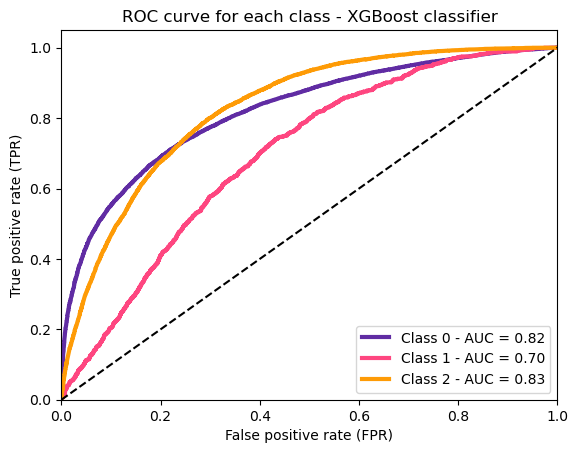 ROC curve for each class - XGBoost classifier
1.0
0.8
0.6
0.4
0.2
0.0
True positive rate (TPR)
Class 0 - AUC = 0.82
Class 1 - AUC = 0.70
Class 2 - AUC = 0.83
0.0 0.2 0.4 0.6 0.8 1.0
False positive rate (FPR)